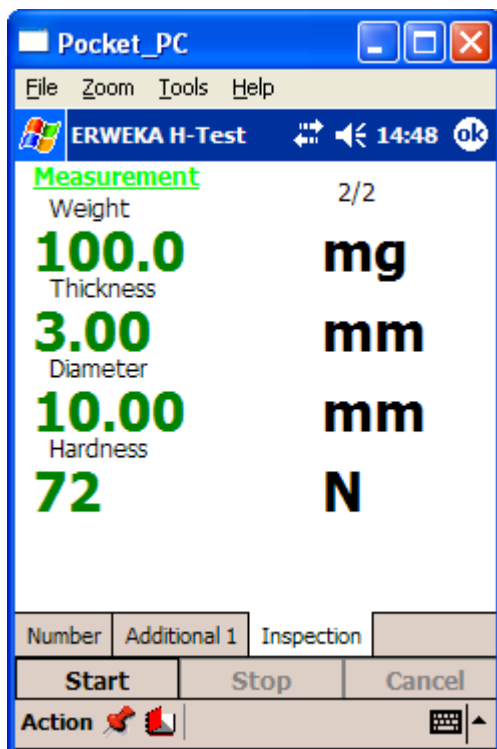 Pocket_PC
File Zoom Tools Help
ERWEKA H-Test 14:48 ok
Measurement 2/2
Weight
100.0 mg
Thickness
3.00 mm
Diameter
10.00 mm
Hardness
72 N
Number Additional 1 Inspection
Start Stop Cancel
Action